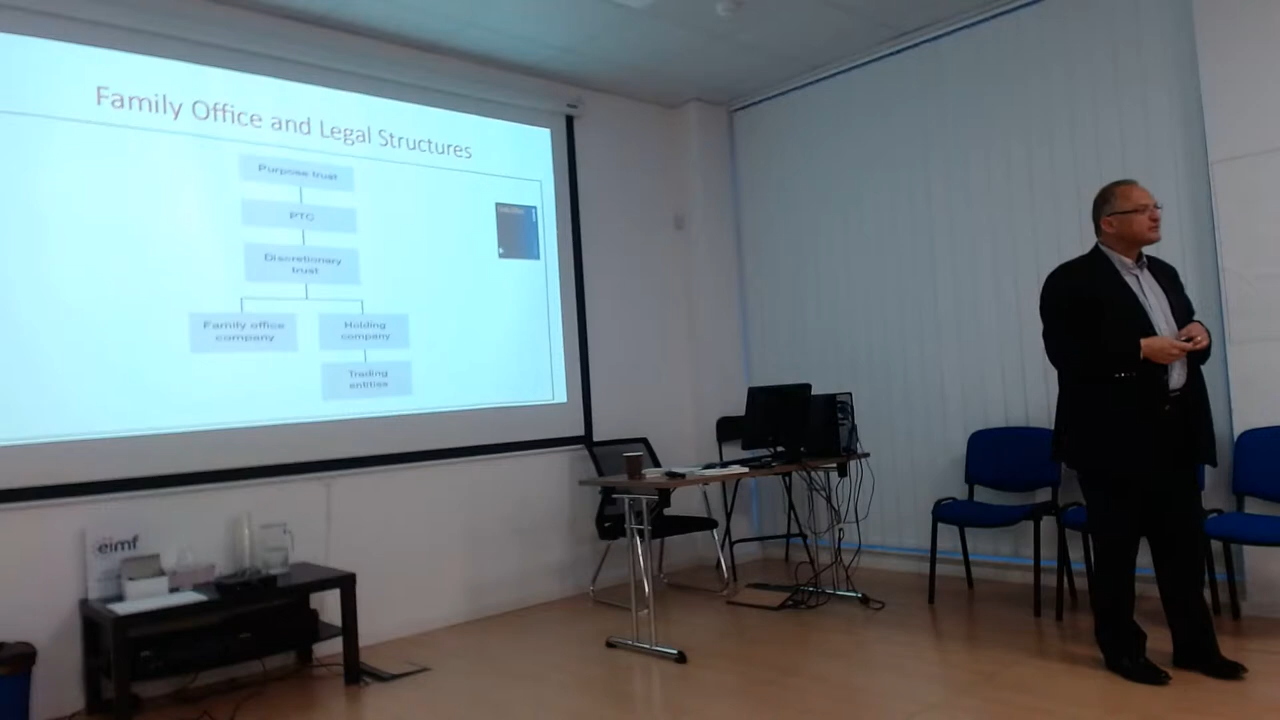 Family Office and Legal Structures
Purpose trust
PTC
Discretionary
trust
Family office
company
Holding
company
Trading
entities
eimf